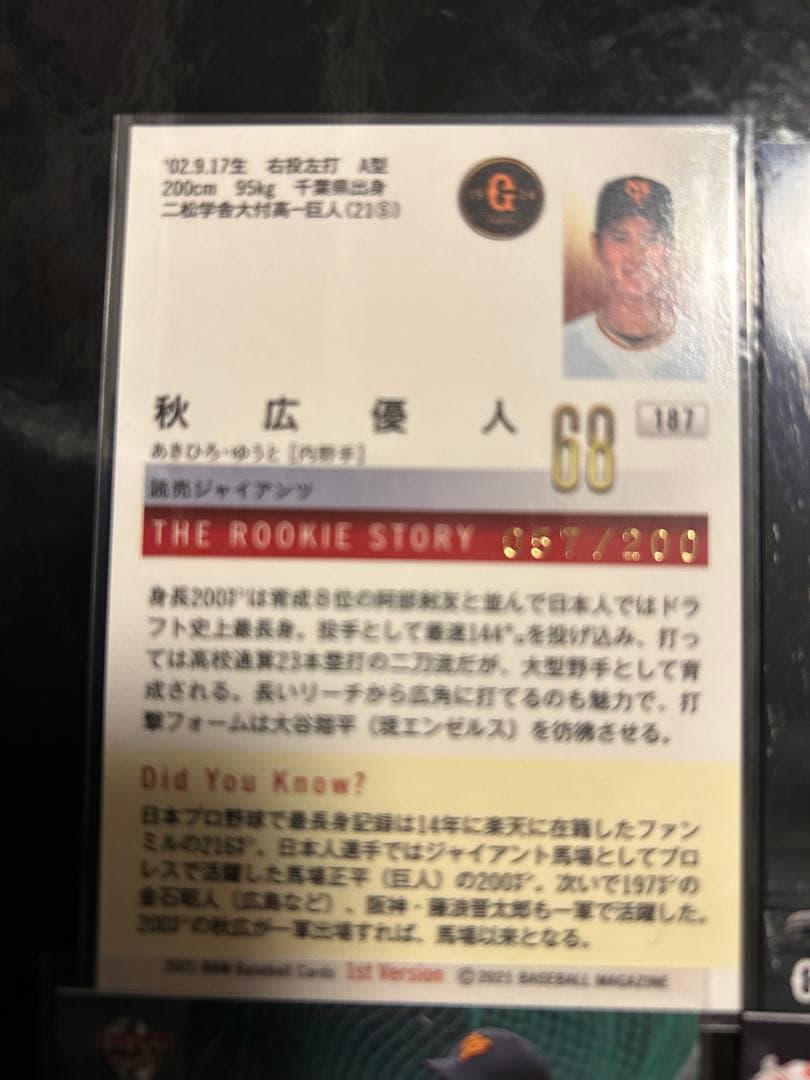 '02.9.17生 右投左打 A型
200cm 95kg 千葉県出身
二松学舎大付高ー巨人(21⑤)
G
秋広優人
68
187
あきひろ・ゆうと [内野手]
読売ジャイアンツ
THE ROOKIE STORY 057/200
身長200㌢は育成8位の阿部剣友と並んで日本人ではドラ
フト史上最長身。投手として最速144㌔を投げ込み、打っ
ては高校通算23本塁打の二刀流だが、大型野手として育
成される。長いリーチから広角に打てるのも魅力で、打
撃フォームは大谷翔平（現エンゼルス）を彷彿させる。
Did You Know?
日本プロ野球で最長身記録は14年に楽天に在籍したファン
ミルの216㌢。日本人選手ではジャイアント馬場としてプロ
レスで活躍した馬場正平（巨人）の200㌢。次いで197㌢の
金石昭人（広島など）、阪神・藤浪晋太郎も一軍で活躍した。
200㌢の秋広が一軍出場すれば、馬場以来となる。
2021 BBM Baseball Cards 1st Version ©2021 BASEBALL MAGAZINE